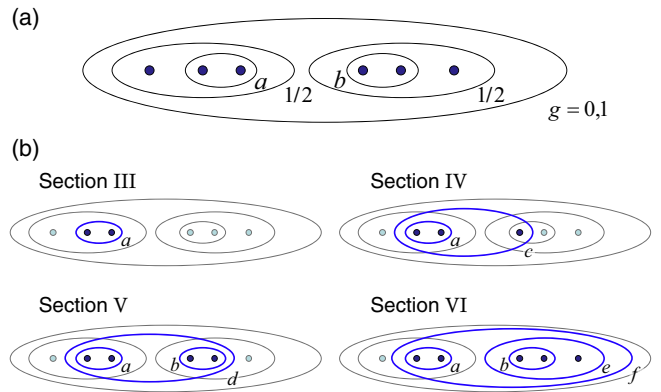 (a)
a
b
1/2
1/2
g = 0,1
(b)
Section III
Section IV
a
a
c
Section V
Section VI
a
b
d
a
b
e
f